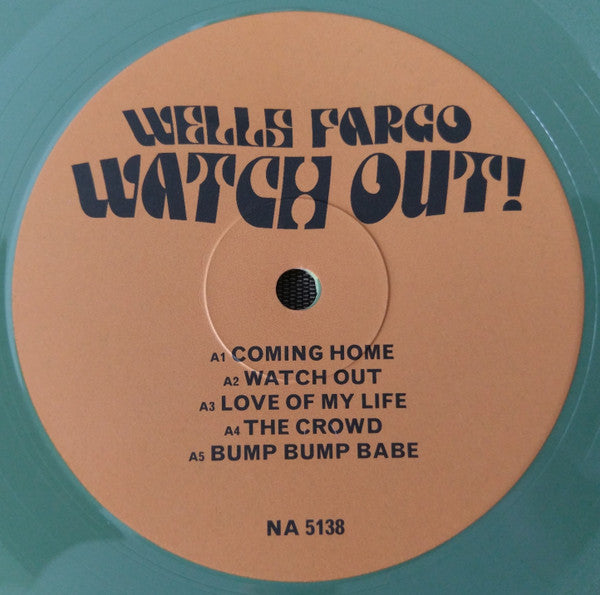 WELLS FARGO
WATCH OUT!
A1 COMING HOME
A2 WATCH OUT
A3 LOVE OF MY LIFE
A4 THE CROWD
A5 BUMP BUMP BABE
NA 5138